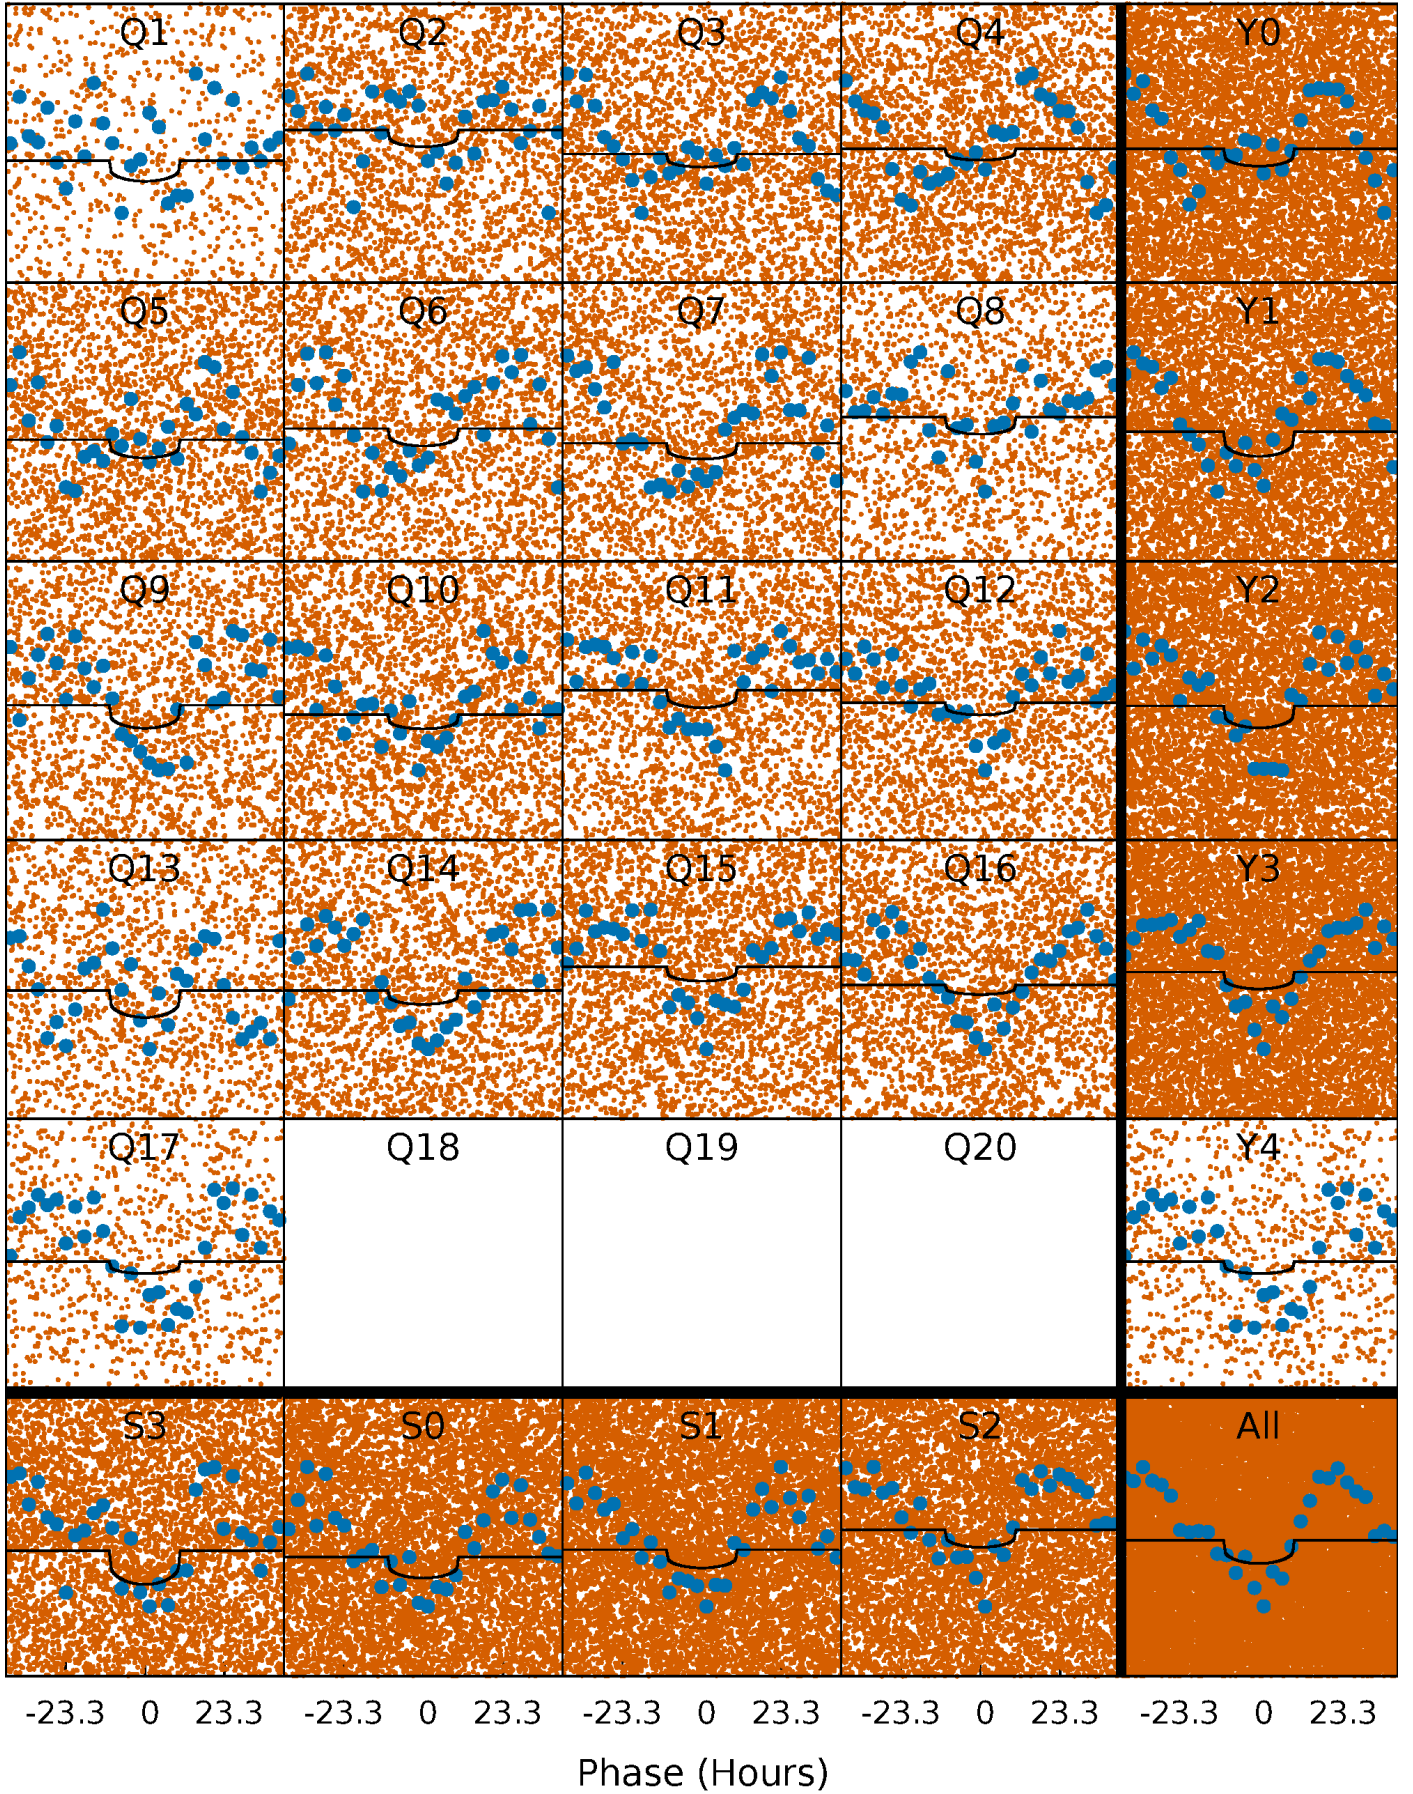 Q1 Q2 Q3 Q4 Y0
Q5 Q6 Q7 Q8 Y1
Q9 Q10 Q11 Q12 Y2
Q13 Q14 Q15 Q16 Y3
Q17 Q18 Q19 Q20 Y4
S3 S0 S1 S2 All
-23.3 0 23.3 -23.3 0 23.3 -23.3 0 23.3 -23.3 0 23.3 -23.3 0 23.3
Phase (Hours)